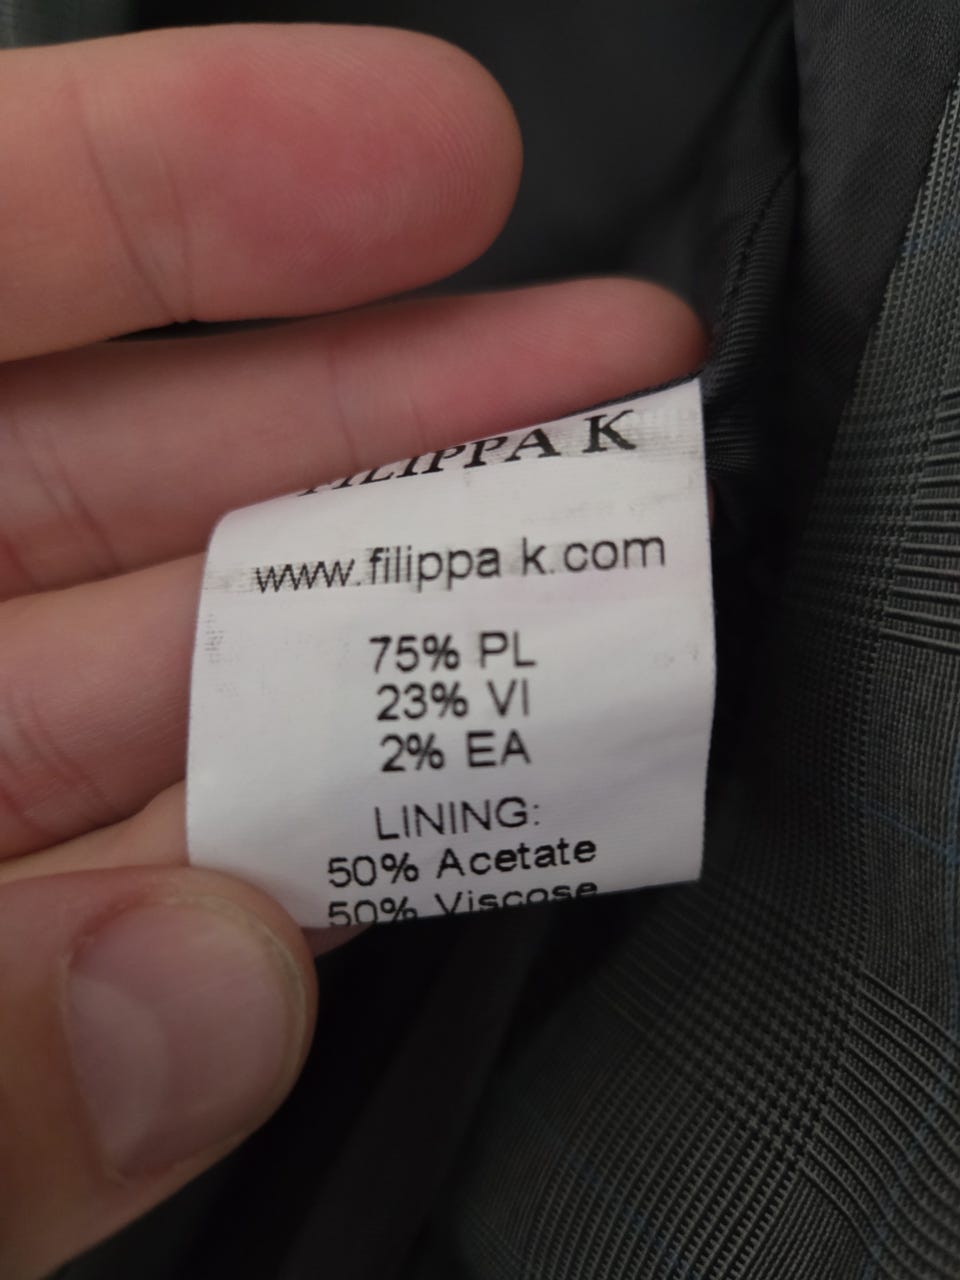 FILIPPA K
www.filippa k.com
75% PL
23% VI
2% EA
LINING:
50% Acetate
50% Viscose